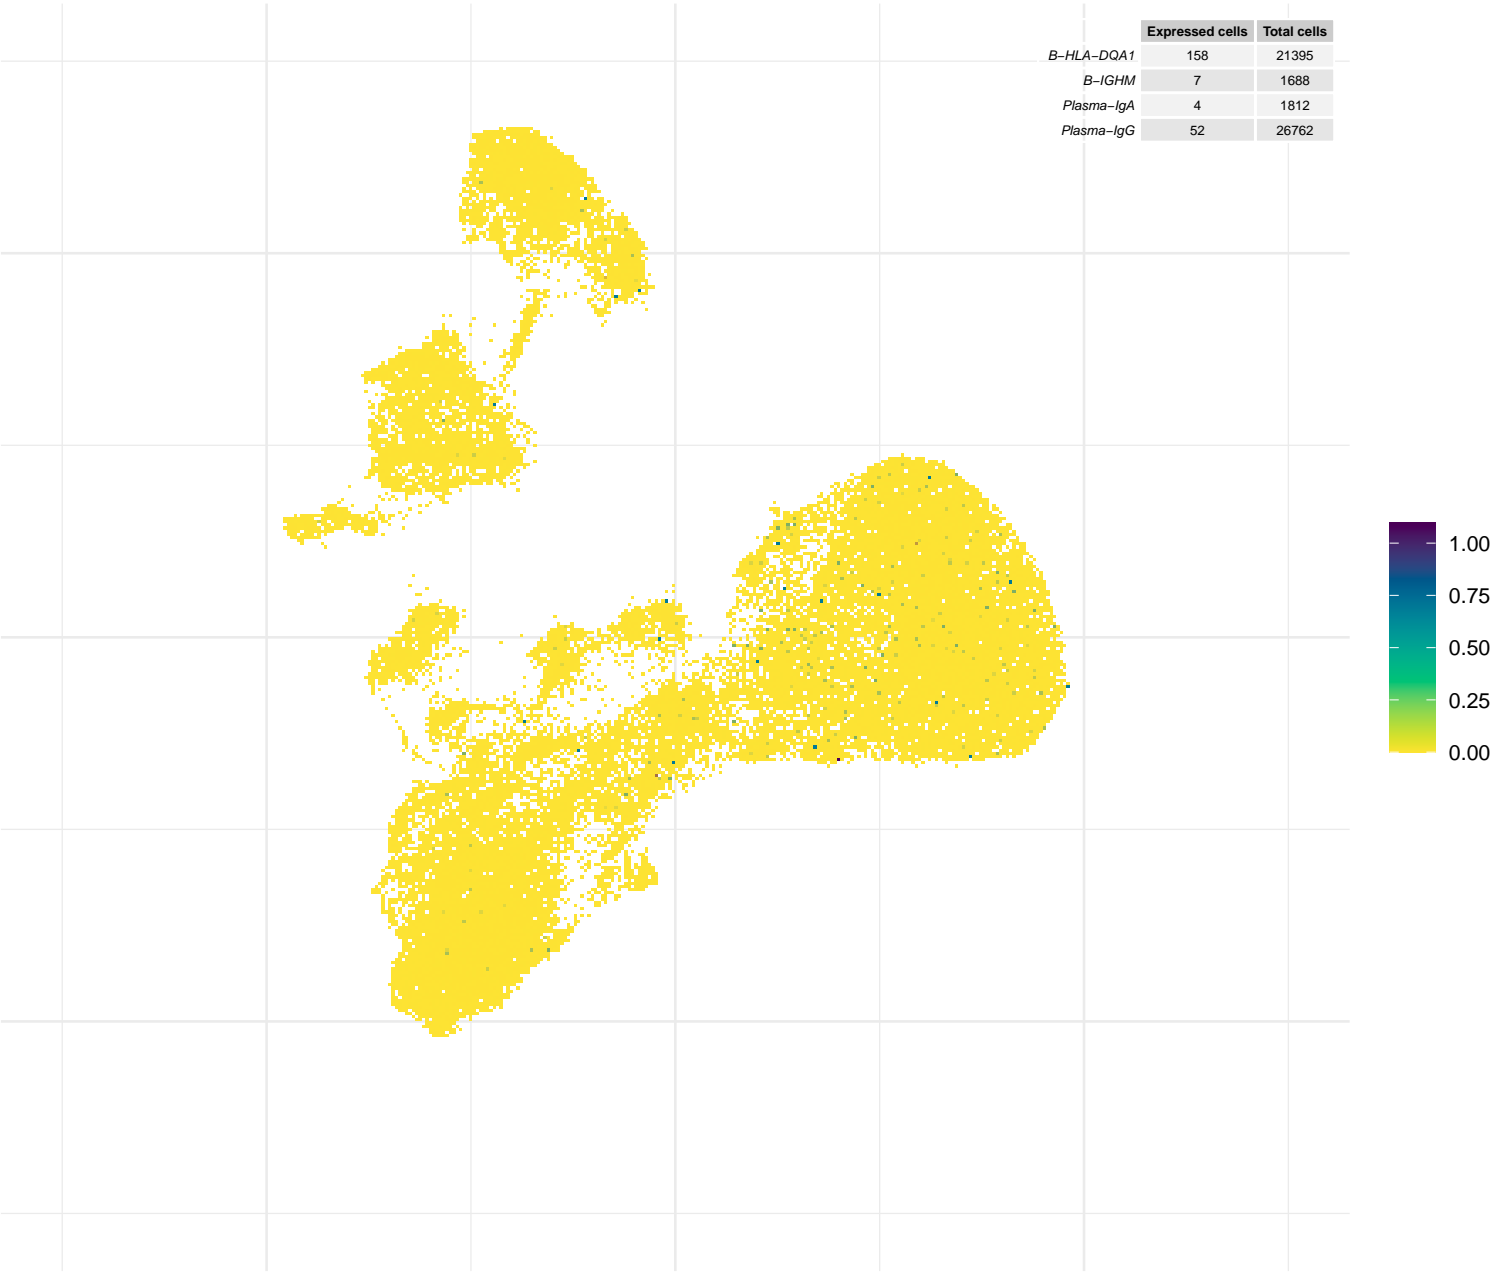 Expressed cells Total cells
B−HLA−DQA1 158 21395
B−IGHM 7 1688
Plasma−IgA 4 1812
Plasma−IgG 52 26762
1.00
0.75
0.50
0.25
0.00